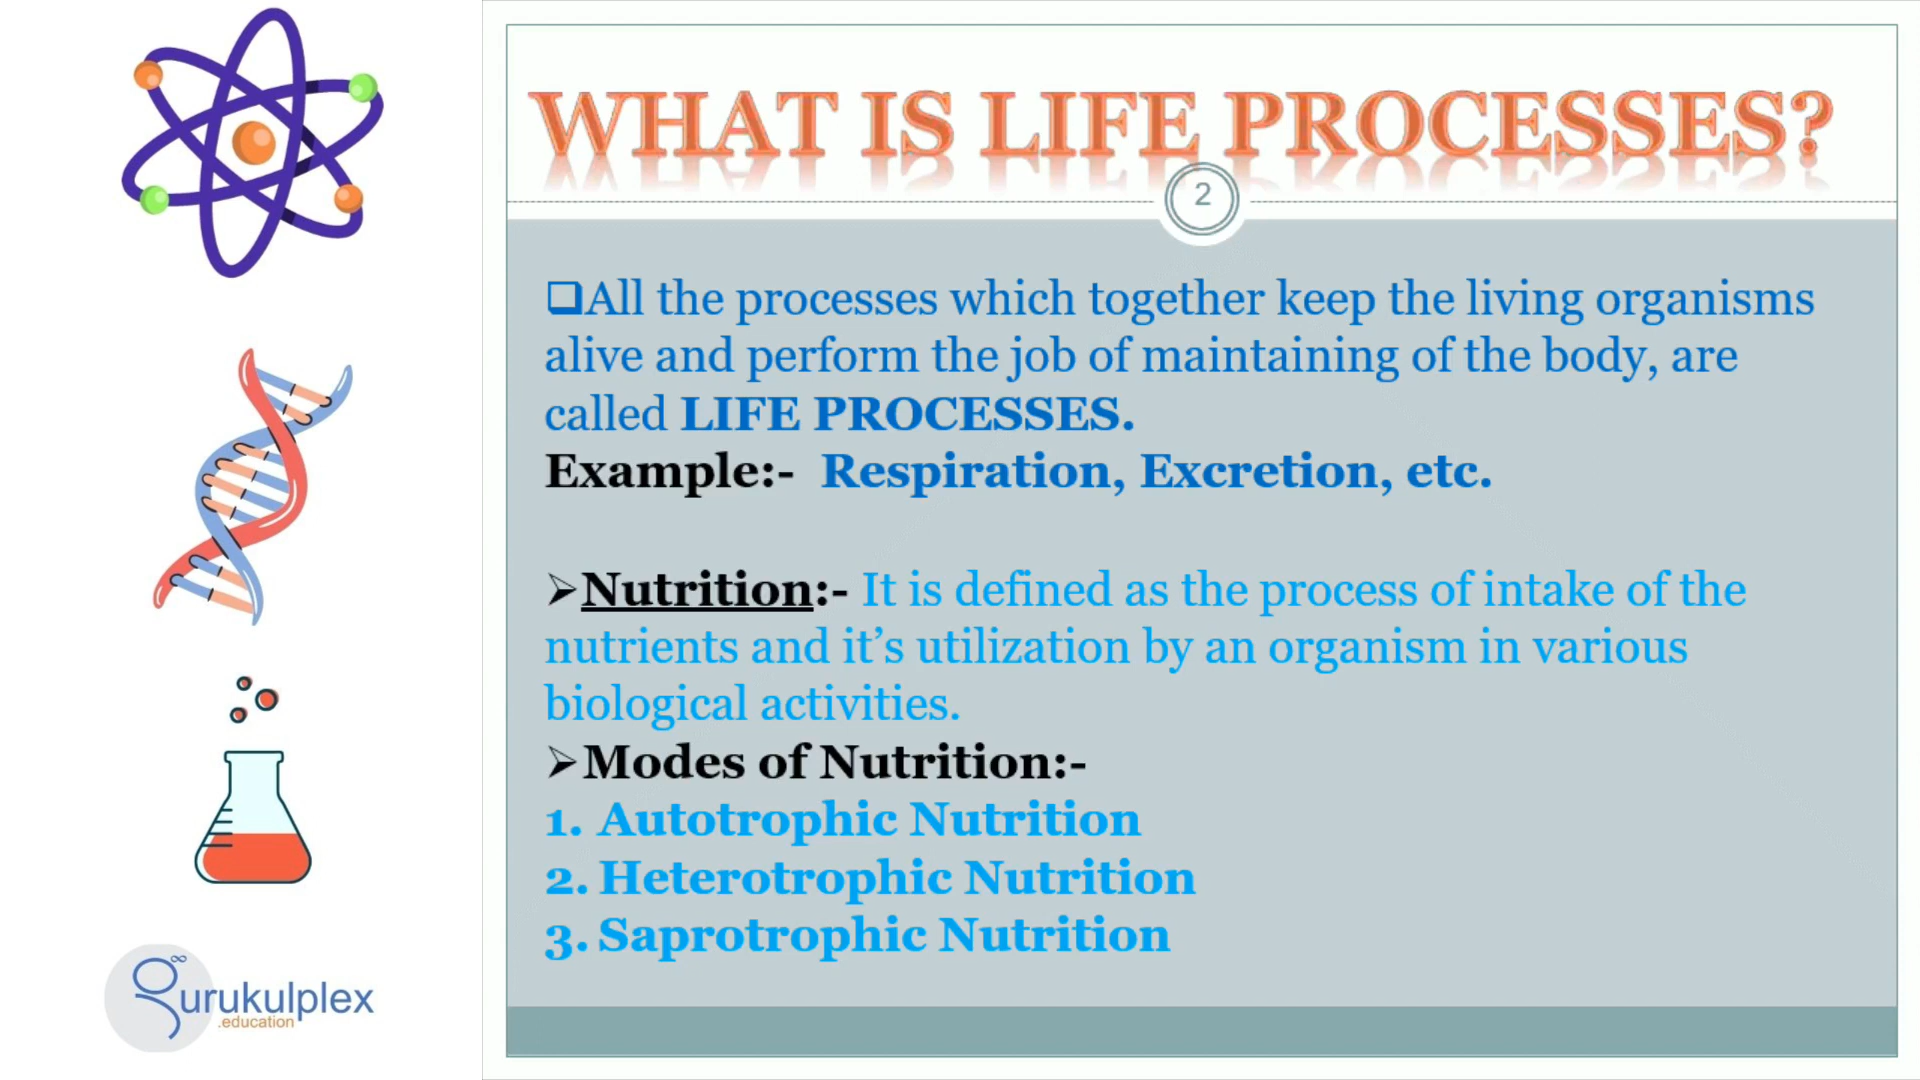 WHAT IS LIFE PROCESSES?
2
❑All the processes which together keep the living organisms
alive and perform the job of maintaining of the body, are
called LIFE PROCESSES.
Example:- Respiration, Excretion, etc.
➢Nutrition:- It is defined as the process of intake of the
nutrients and it’s utilization by an organism in various
biological activities.
➢Modes of Nutrition:-
1. Autotrophic Nutrition
2. Heterotrophic Nutrition
3. Saprotrophic Nutrition
gurukulplex
.education